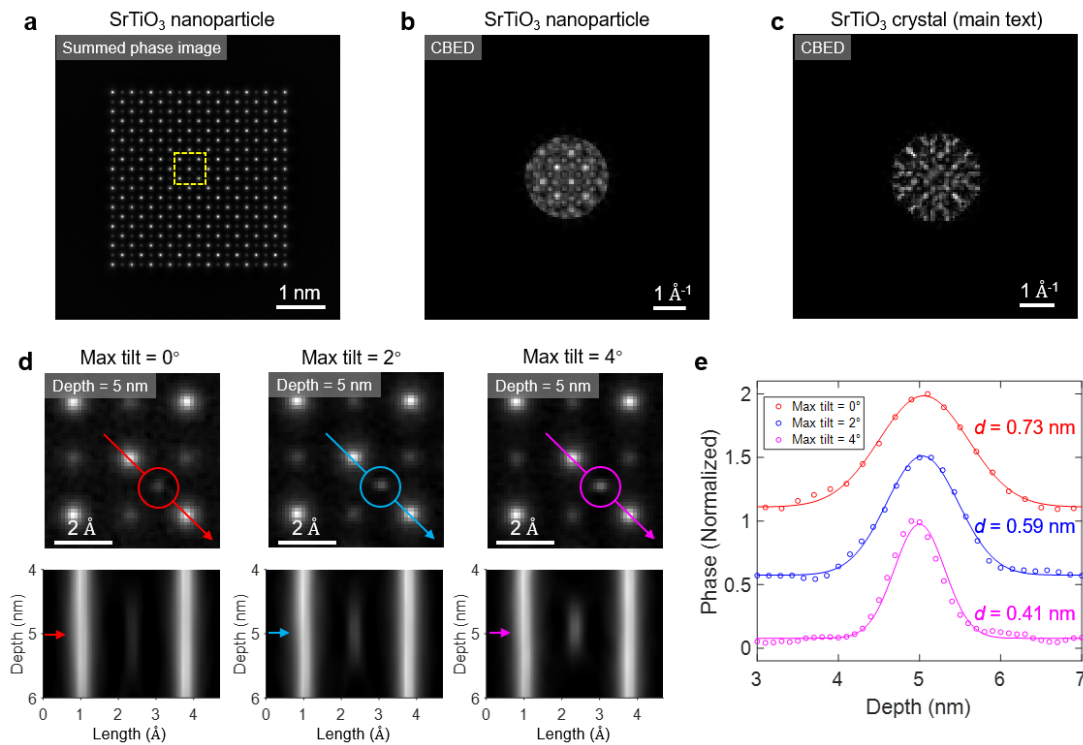 a
SrTiO₃ nanoparticle
Summed phase image
1 nm
b
SrTiO₃ nanoparticle
CBED
1 Å⁻¹
c
SrTiO₃ crystal (main text)
CBED
1 Å⁻¹
d
Max tilt = 0°
Depth = 5 nm
2 Å
Max tilt = 2°
Depth = 5 nm
2 Å
Max tilt = 4°
Depth = 5 nm
2 Å
Depth (nm)
4
5
6
0 1 2 3 4
Length (Å)
Depth (nm)
4
5
6
0 1 2 3 4
Length (Å)
Depth (nm)
4
5
6
0 1 2 3 4
Length (Å)
e
Phase (Normalized)
2
1.5
1
0.5
0
Max tilt = 0°
Max tilt = 2°
Max tilt = 4°
d = 0.73 nm
d = 0.59 nm
d = 0.41 nm
3 4 5 6 7
Depth (nm)